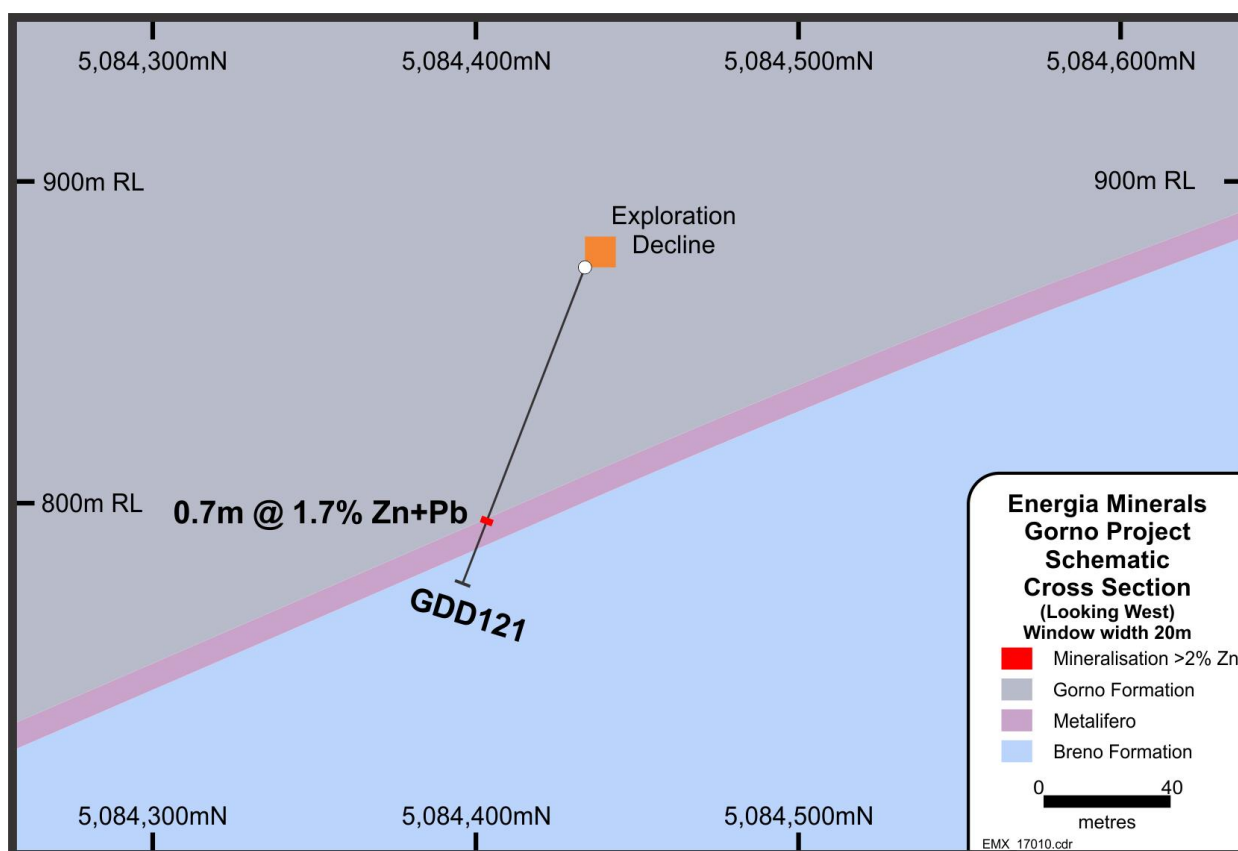 5,084,300mN 5,084,400mN 5,084,500mN 5,084,600mN
900m RL 900m RL
Exploration
Decline
800m RL
0.7m @ 1.7% Zn+Pb
GDD121
Energia Minerals
Gorno Project
Schematic
Cross Section
(Looking West)
Window width 20m
Mineralisation >2% Zn
Gorno Formation
Metalifero
Breno Formation
0 40
metres
5,084,300mN 5,084,400mN 5,084,500mN
EMX_17010.cdr